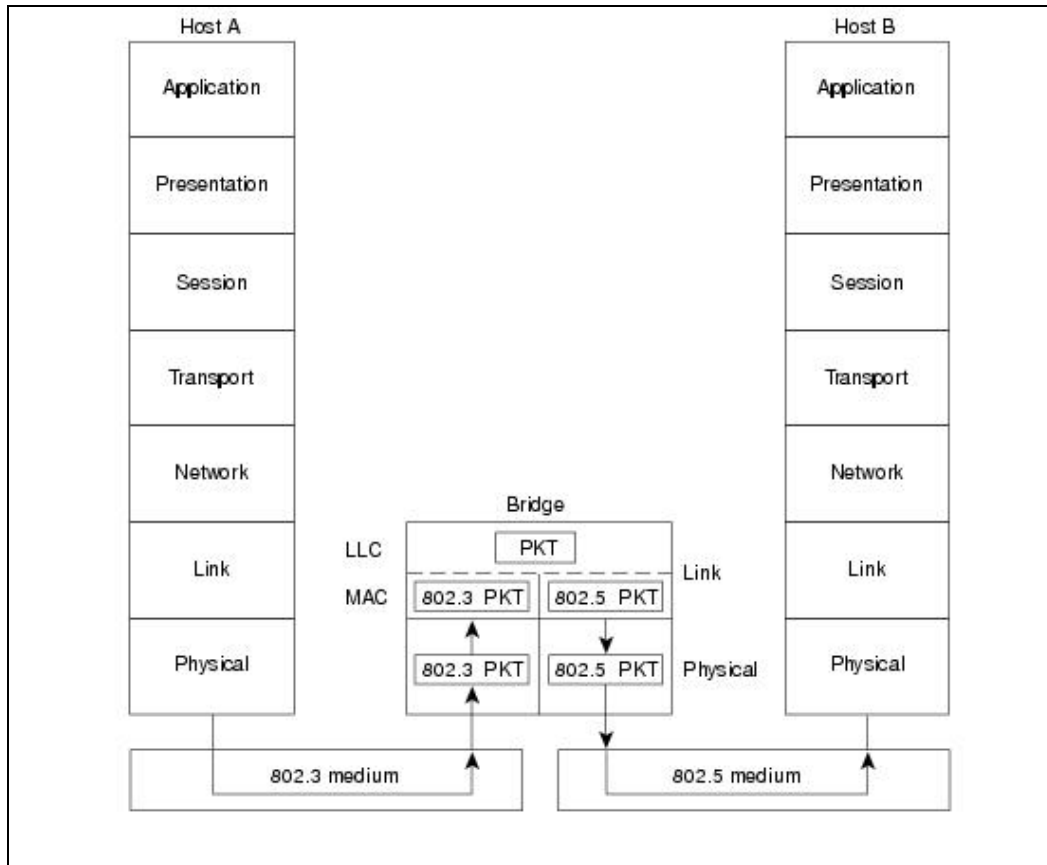 Host A
Application
Presentation
Session
Transport
Network
Link
Physical
Host B
Application
Presentation
Session
Transport
Network
Link
Physical
Bridge
LLC
PKT
Link
MAC
802.3 PKT
802.5 PKT
802.3 PKT
802.5 PKT
Physical
802.3 medium
802.5 medium